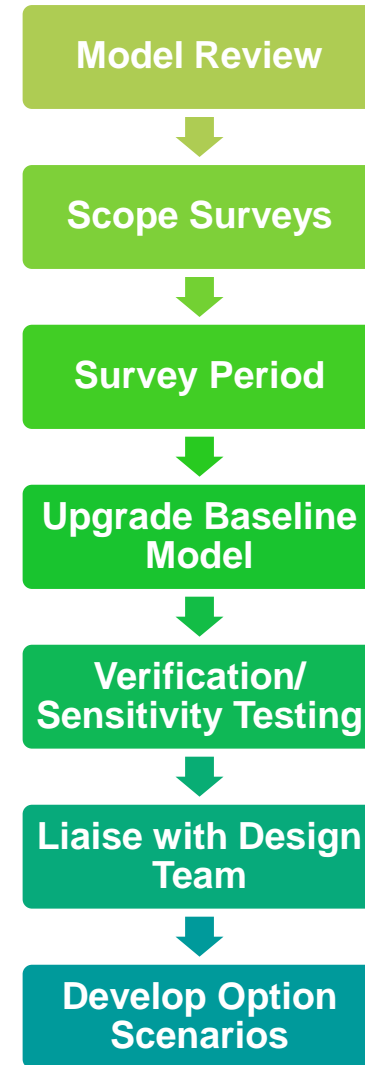 Model Review
Scope Surveys
Survey Period
Upgrade Baseline
Model
Verification/
Sensitivity Testing
Liaise with Design
Team
Develop Option
Scenarios